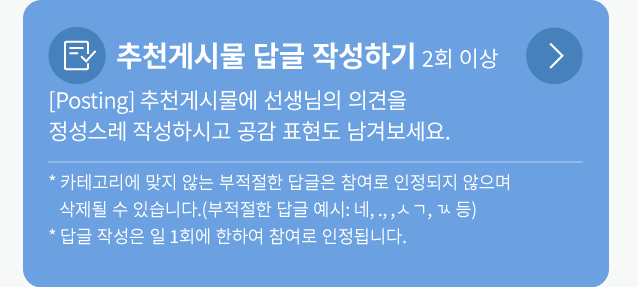 추천게시물 답글 작성하기 2회 이상
[Posting] 추천게시물에 선생님의 의견을
정성스레 작성하시고 공감 표현도 남겨보세요.
* 카테고리에 맞지 않는 부적절한 답글은 참여로 인정되지 않으며
삭제될 수 있습니다.(부적절한 답글 예시: 네, ., ,ㅅㄱ, ㄳ 등)
* 답글 작성은 일 1회에 한하여 참여로 인정됩니다.